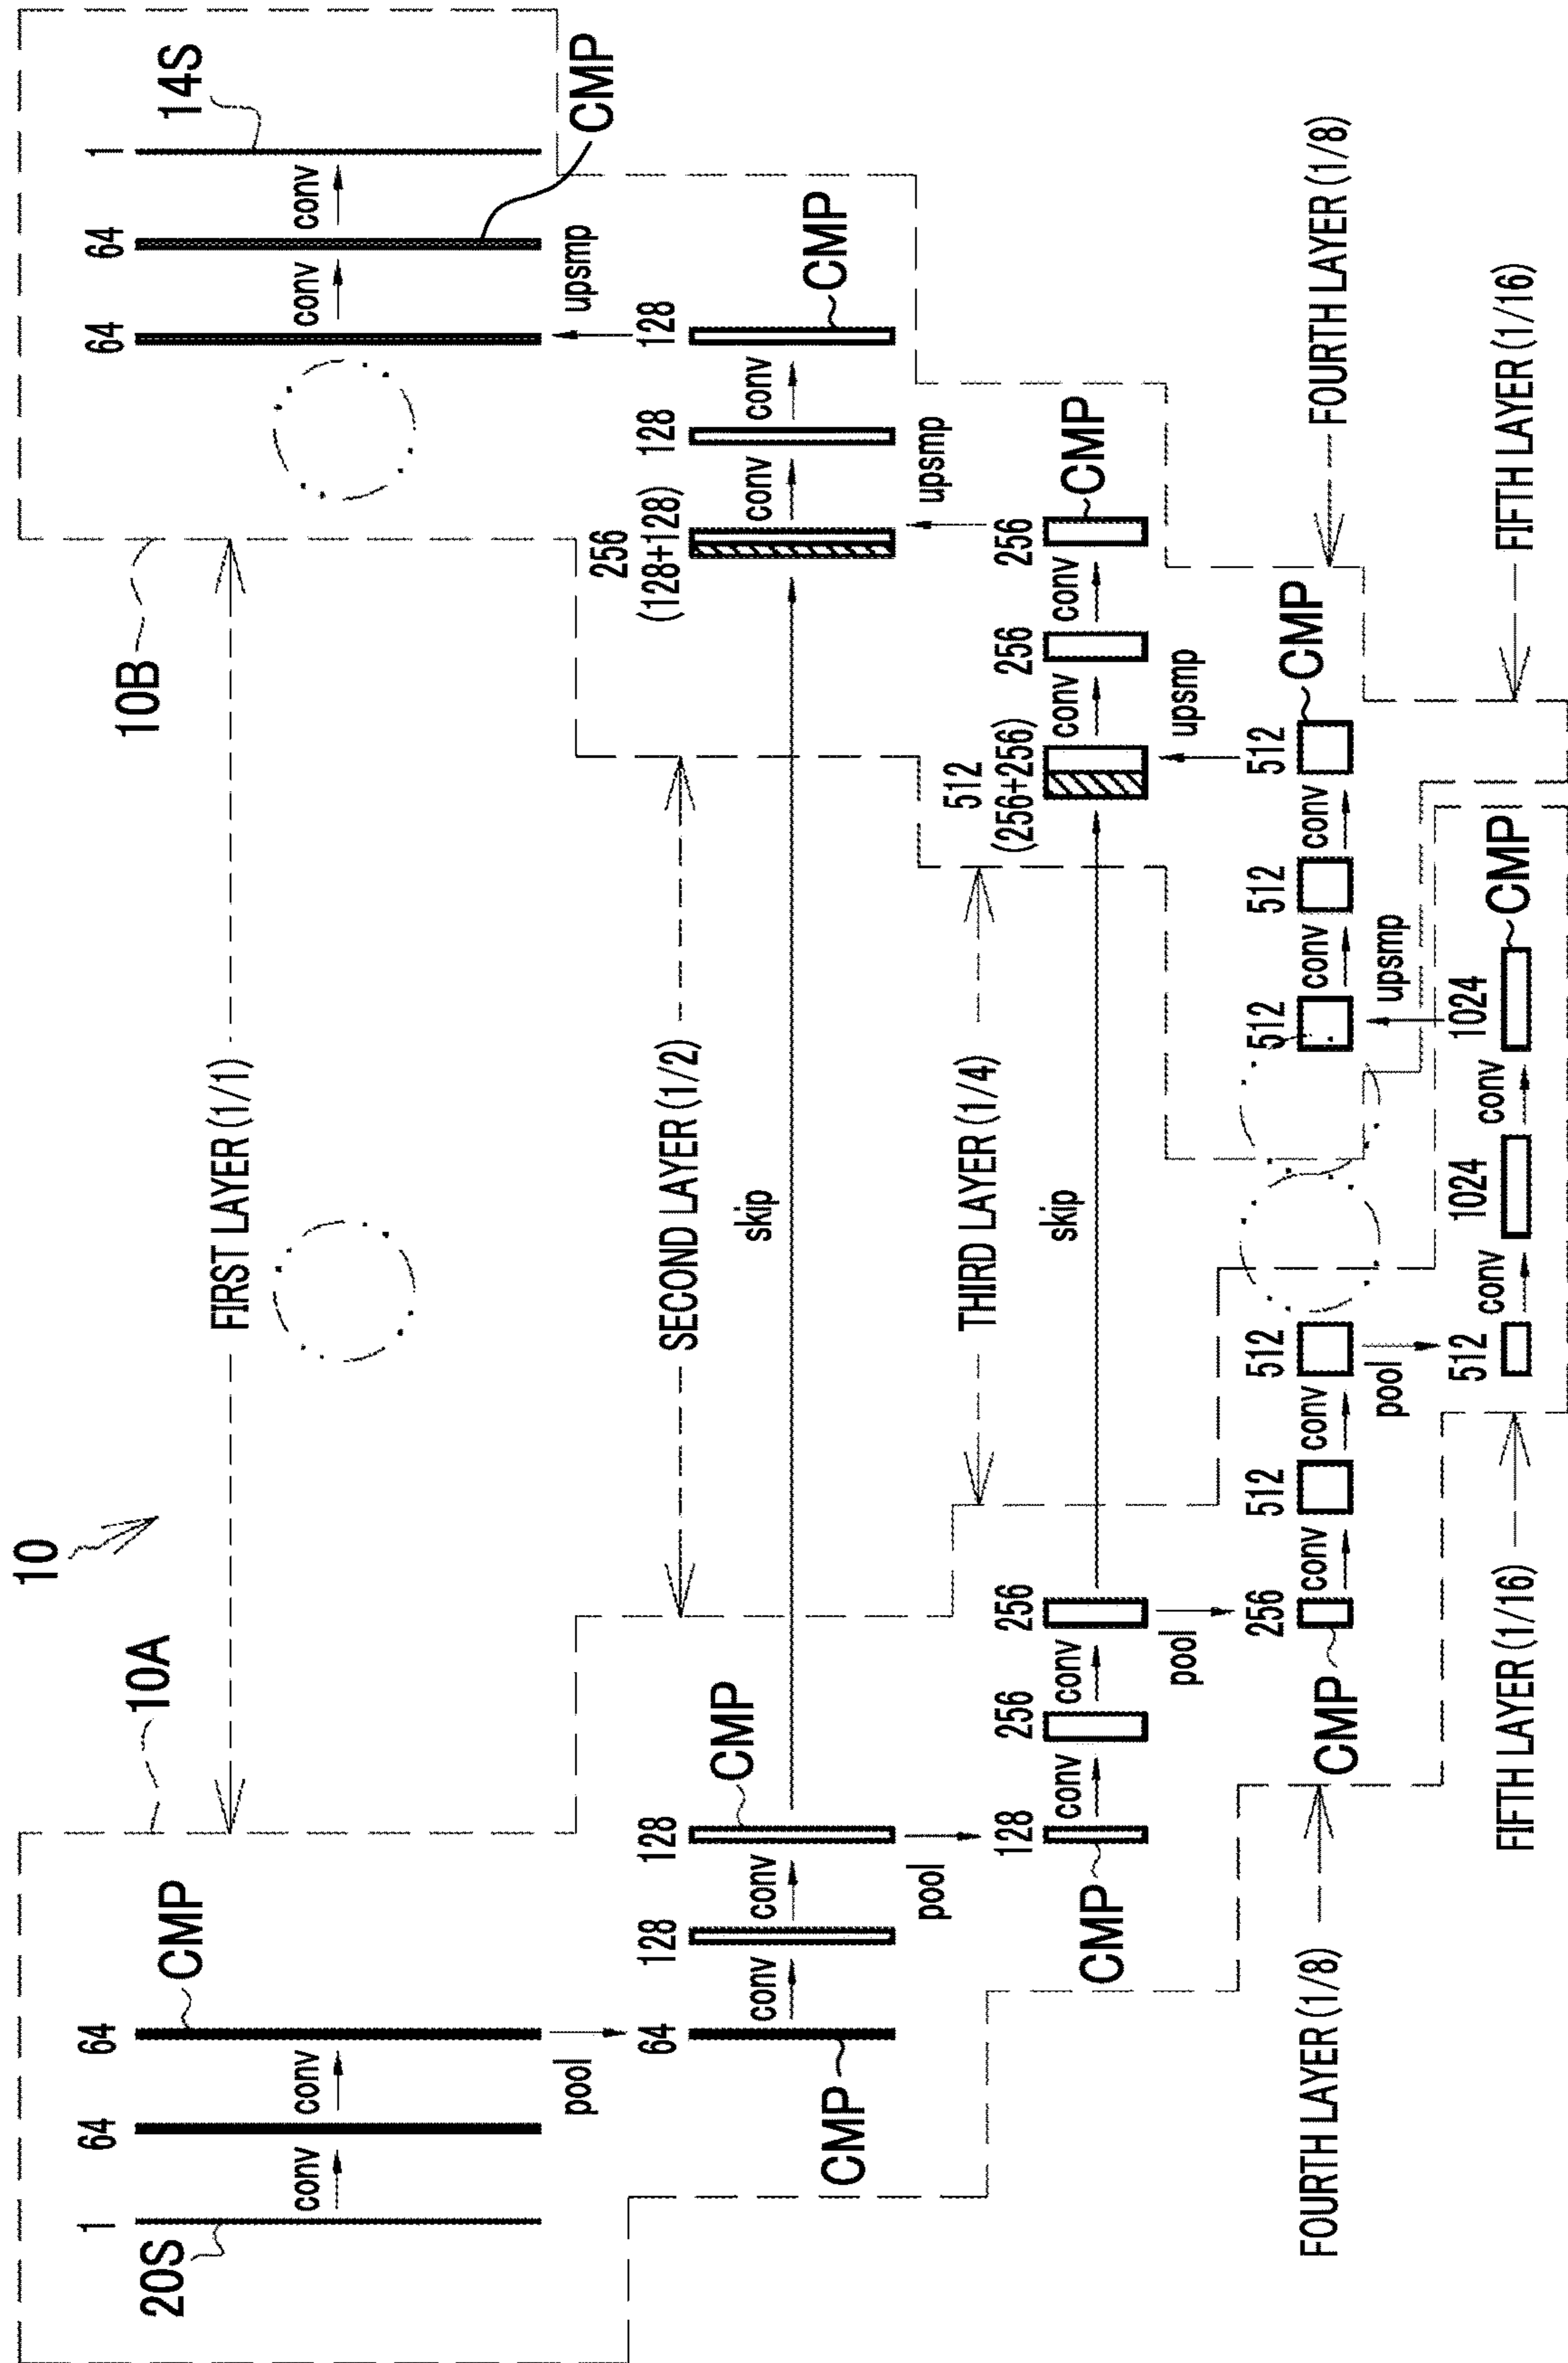 10
10A
10B
FIRST LAYER (1/1)
1
64
64
64
64
1
20S
conv
conv
CMP
conv
conv
14S
CMP
pool
upsmp
SECOND LAYER (1/2)
64
128
128
256
(128+128)
128
128
conv
conv
CMP
skip
conv
conv
CMP
CMP
pool
upsmp
THIRD LAYER (1/4)
128
256
256
512
(256+256)
256
256
conv
conv
skip
conv
conv
CMP
CMP
pool
upsmp
FOURTH LAYER (1/8)
256
512
512
512
512
512
conv
conv
conv
conv
CMP
FOURTH LAYER (1/8)
CMP
pool
upsmp
512
1024
1024
FIFTH LAYER (1/16)
conv
conv
CMP
FIFTH LAYER (1/16)